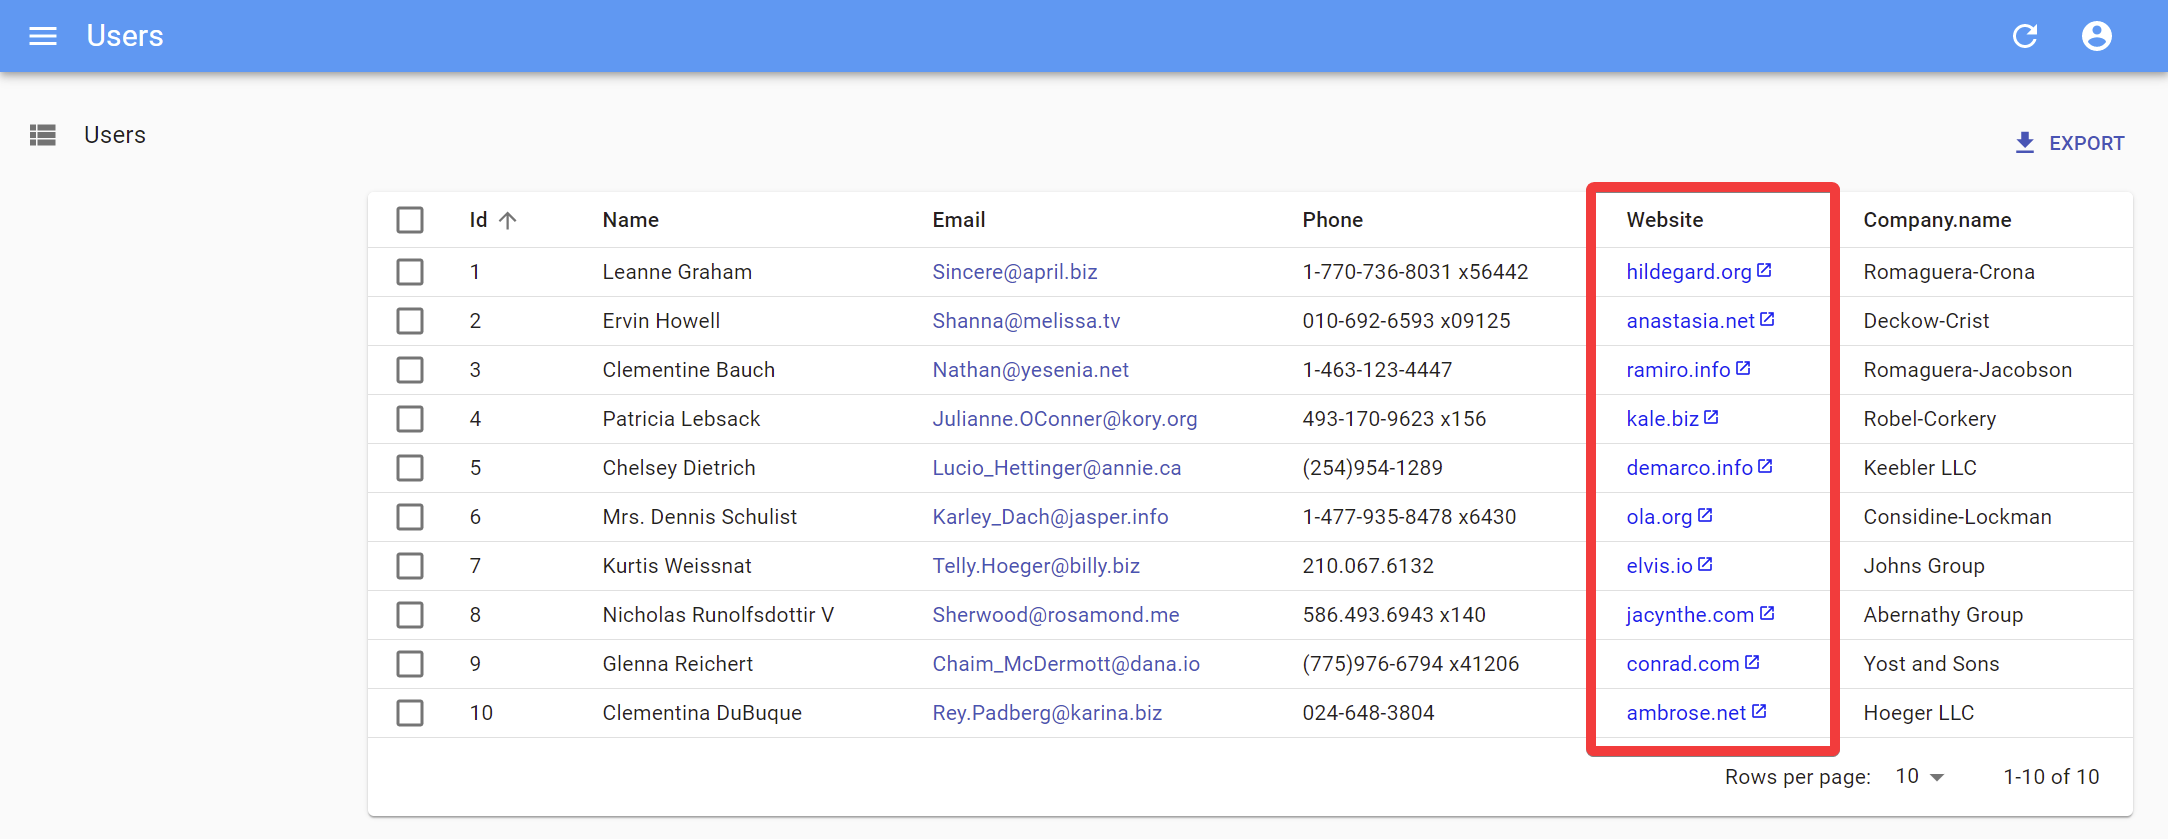 Users
Users
EXPORT
Id Name Email Phone Website Company.name
1 Leanne Graham Sincere@april.biz 1-770-736-8031 x56442 hildegard.org Romaguera-Crona
2 Ervin Howell Shanna@melissa.tv 010-692-6593 x09125 anastasia.net Deckow-Crist
3 Clementine Bauch Nathan@yesenia.net 1-463-123-4447 ramiro.info Romaguera-Jacobson
4 Patricia Lebsack Julianne.OConner@kory.org 493-170-9623 x156 kale.biz Robel-Corkery
5 Chelsey Dietrich Lucio_Hettinger@annie.ca (254)954-1289 demarco.info Keebler LLC
6 Mrs. Dennis Schulist Karley_Dach@jasper.info 1-477-935-8478 x6430 ola.org Considine-Lockman
7 Kurtis Weissnat Telly.Hoeger@billy.biz 210.067.6132 elvis.io Johns Group
8 Nicholas Runolfsdottir V Sherwood@rosamond.me 586.493.6943 x140 jacynthe.com Abernathy Group
9 Glenna Reichert Chaim_McDermott@dana.io (775)976-6794 x41206 conrad.com Yost and Sons
10 Clementina DuBuque Rey.Padberg@karina.biz 024-648-3804 ambrose.net Hoeger LLC
Rows per page: 10 1-10 of 10